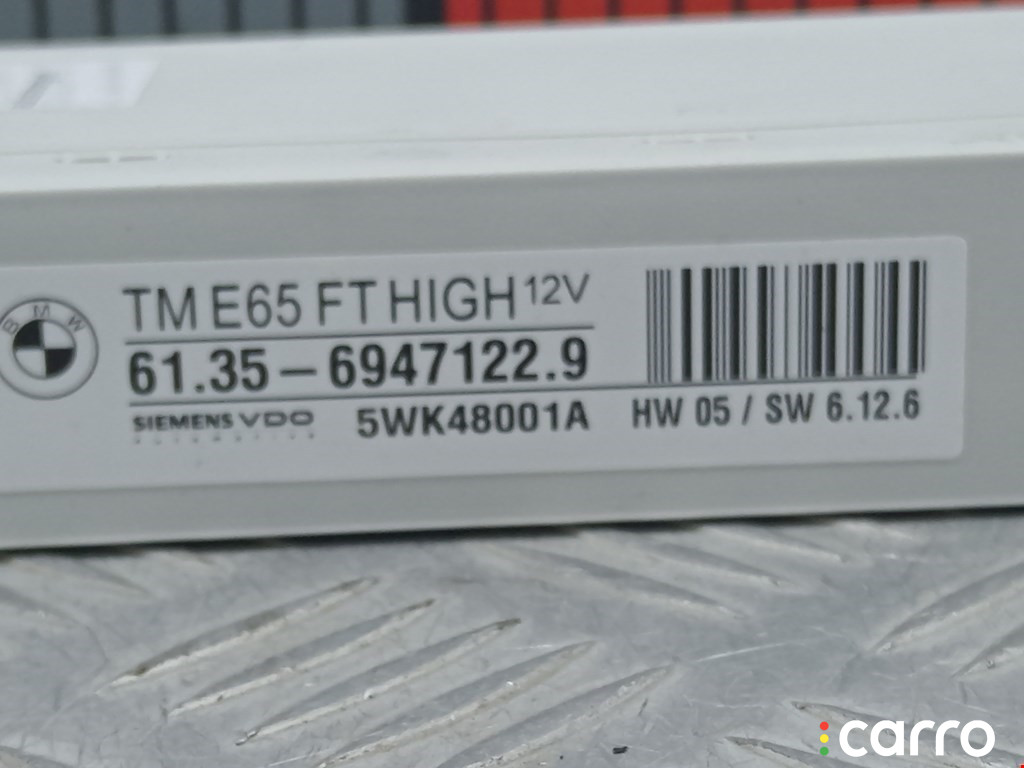 BMW
TM E65 FT HIGH 12V
61.35 – 6947122.9
SIEMENS VDO 5WK48001A HW 05 / SW 6.12.6
AUTOMOTIVE
carro